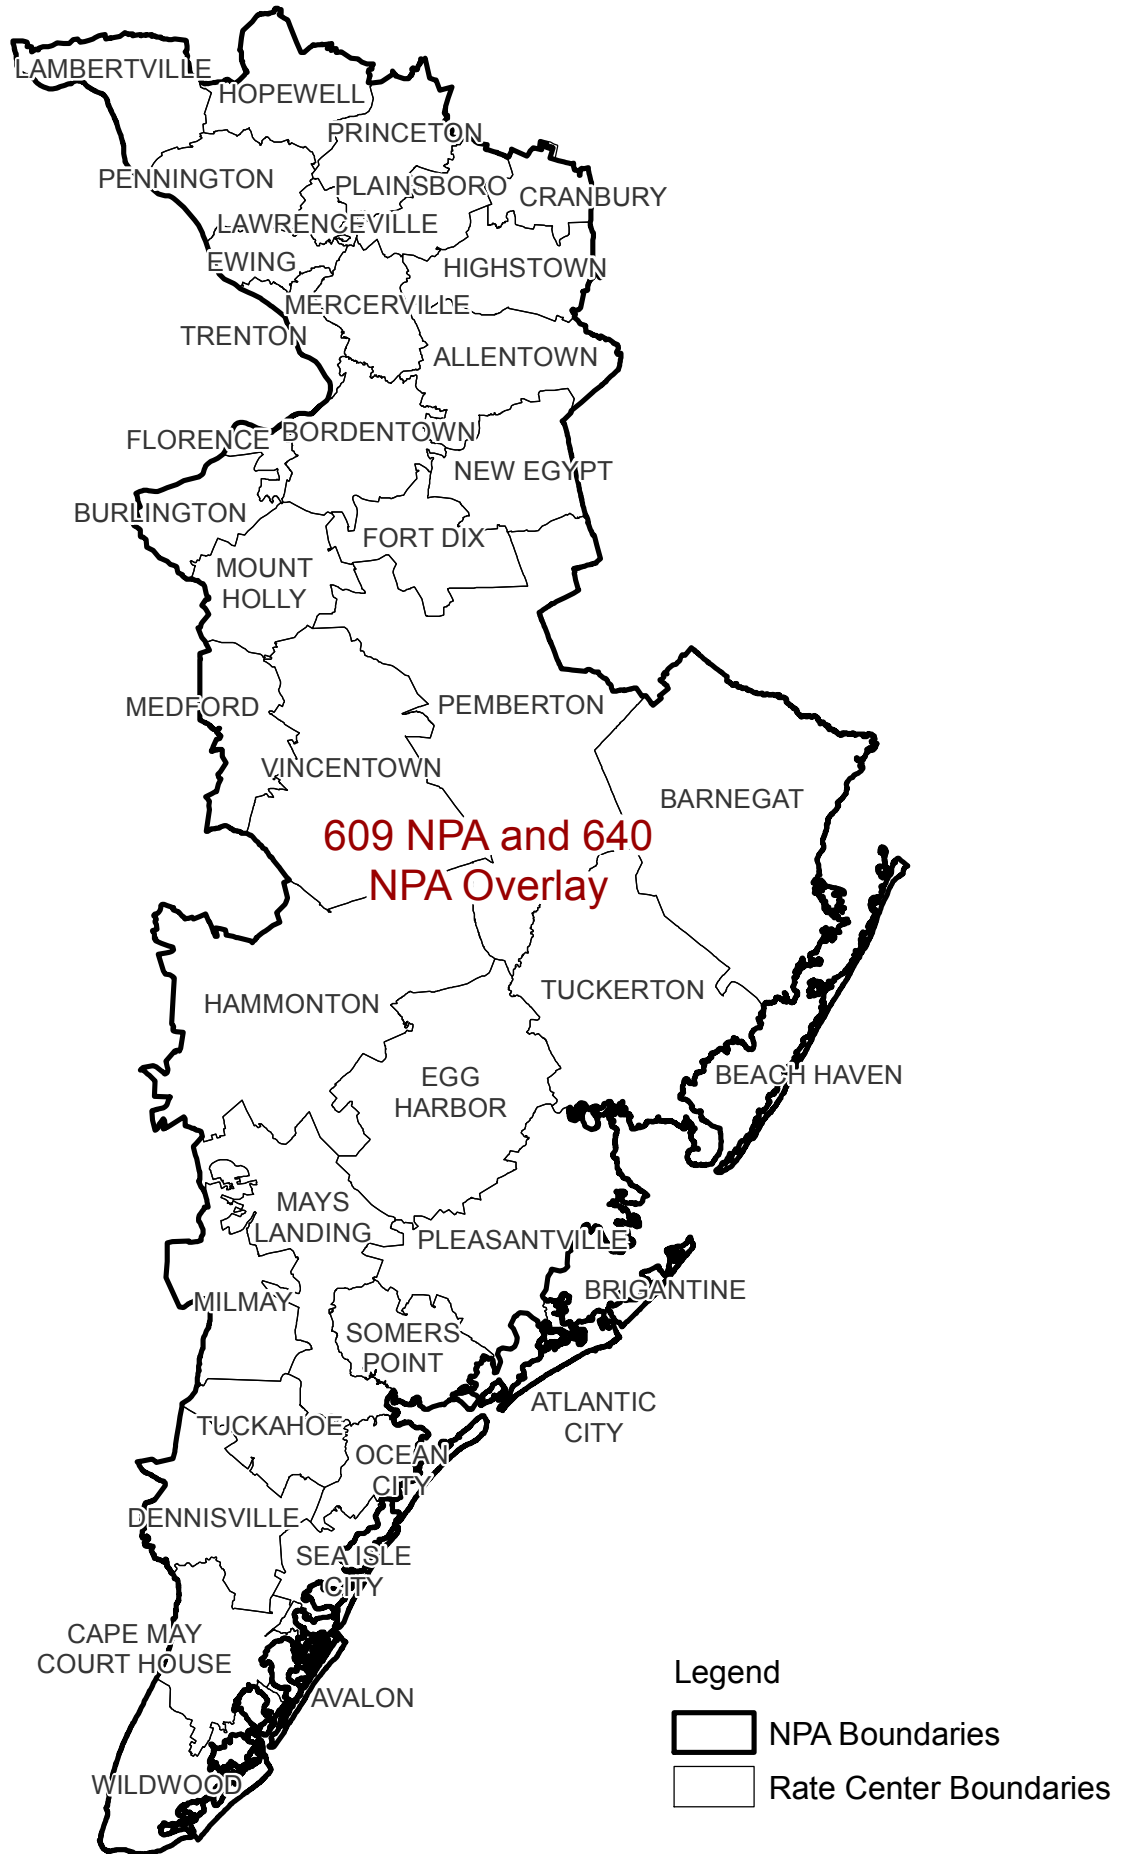 LAMBERTVILLE
HOPEWELL
PRINCETON
PENNINGTON
PLAINSBORO
CRANBURY
LAWRENCEVILLE
EWING
HIGHSTOWN
MERCERVILLE
TRENTON
ALLENTOWN
FLORENCE
BORDENTOWN
NEW EGYPT
BURLINGTON
FORT DIX
MOUNT
HOLLY
MEDFORD
PEMBERTON
VINCENTOWN
BARNEGAT
609 NPA and 640
NPA Overlay
HAMMONTON
TUCKERTON
EGG
HARBOR
BEACH HAVEN
MAYS
LANDING
PLEASANTVILLE
BRIGANTINE
MILMAY
SOMERS
POINT
ATLANTIC
CITY
TUCKAHOE
OCEAN
CITY
DENNISVILLE
SEA ISLE
CITY
CAPE MAY
COURT HOUSE
AVALON
WILDWOOD
Legend
NPA Boundaries
Rate Center Boundaries